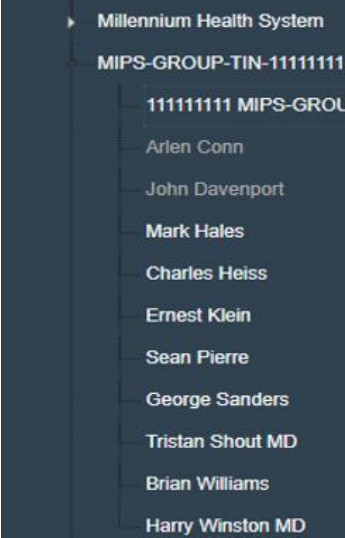 Millennium Health System
MIPS-GROUP-TIN-11111111
111111111 MIPS-GROU
Arlen Conn
John Davenport
Mark Hales
Charles Heiss
Ernest Klein
Sean Pierre
George Sanders
Tristan Shout MD
Brian Williams
Harry Winston MD